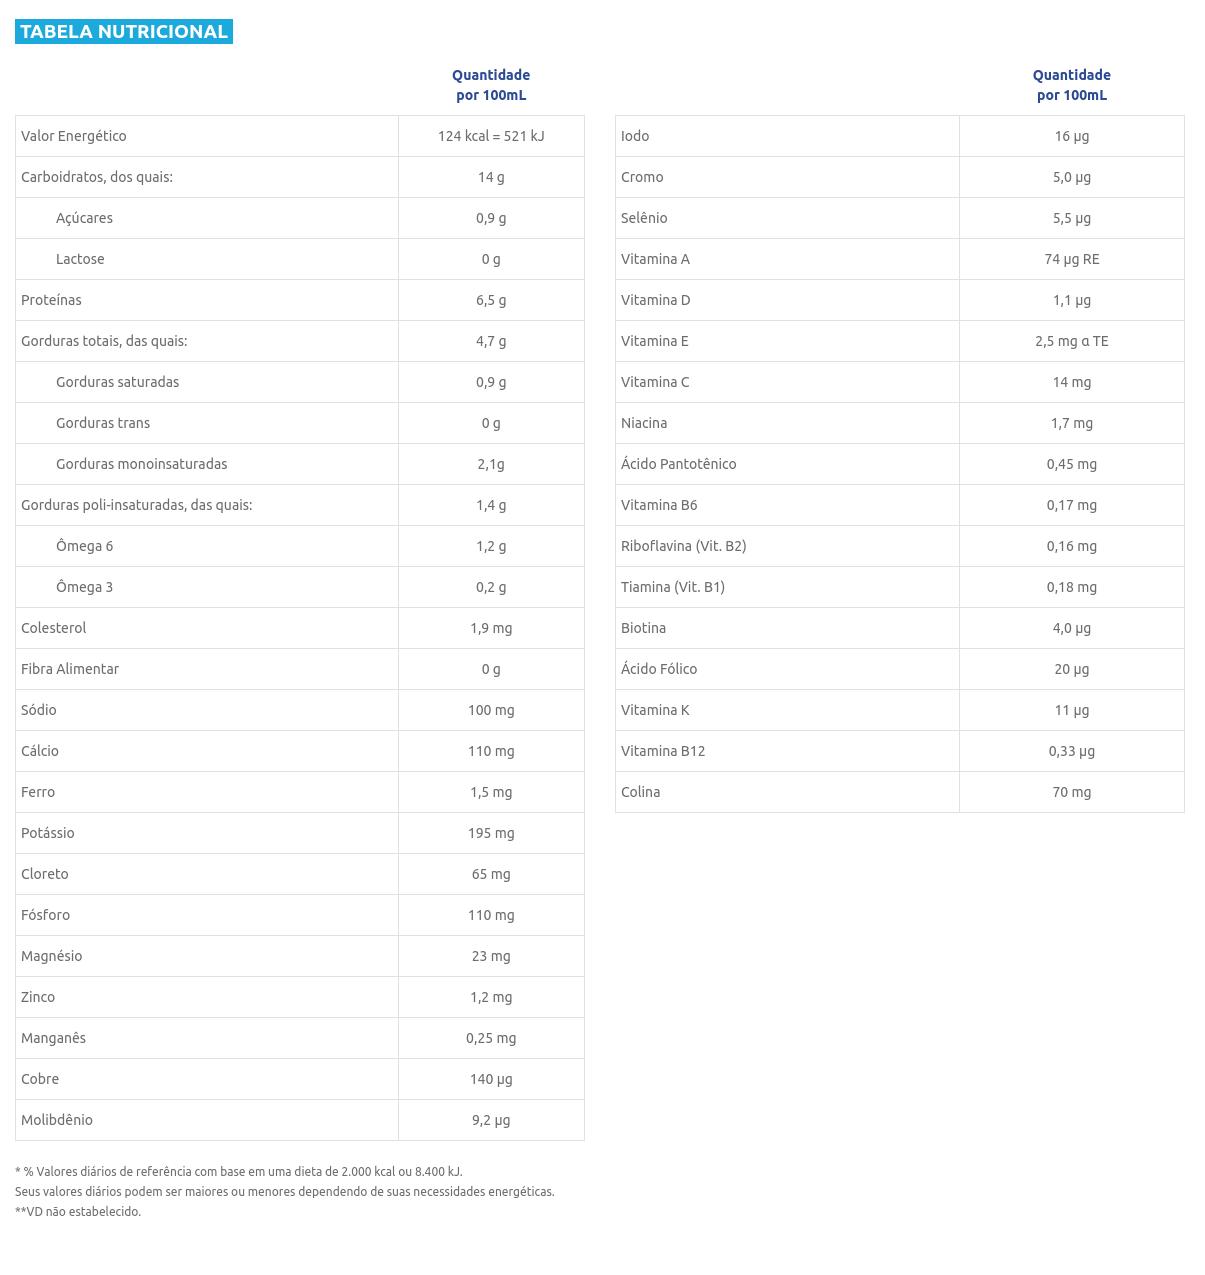 TABELA NUTRICIONAL
Quantidade
por 100mL
Valor Energético 124 kcal = 521 kJ
Carboidratos, dos quais: 14 g
Açúcares 0,9 g
Lactose 0 g
Proteínas 6,5 g
Gorduras totais, das quais: 4,7 g
Gorduras saturadas 0,9 g
Gorduras trans 0 g
Gorduras monoinsaturadas 2,1g
Gorduras poli-insaturadas, das quais: 1,4 g
Ômega 6 1,2 g
Ômega 3 0,2 g
Colesterol 1,9 mg
Fibra Alimentar 0 g
Sódio 100 mg
Cálcio 110 mg
Ferro 1,5 mg
Potássio 195 mg
Cloreto 65 mg
Fósforo 110 mg
Magnésio 23 mg
Zinco 1,2 mg
Manganês 0,25 mg
Cobre 140 µg
Molibdênio 9,2 µg
Quantidade
por 100mL
Iodo 16 µg
Cromo 5,0 µg
Selênio 5,5 µg
Vitamina A 74 µg RE
Vitamina D 1,1 µg
Vitamina E 2,5 mg α TE
Vitamina C 14 mg
Niacina 1,7 mg
Ácido Pantotênico 0,45 mg
Vitamina B6 0,17 mg
Riboflavina (Vit. B2) 0,16 mg
Tiamina (Vit. B1) 0,18 mg
Biotina 4,0 µg
Ácido Fólico 20 µg
Vitamina K 11 µg
Vitamina B12 0,33 µg
Colina 70 mg
* % Valores diários de referência com base em uma dieta de 2.000 kcal ou 8.400 kJ.
Seus valores diários podem ser maiores ou menores dependendo de suas necessidades energéticas.
**VD não estabelecido.